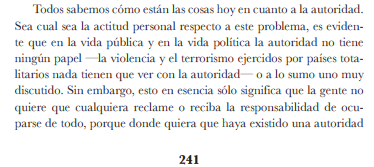 Todos sabemos cómo están las cosas hoy en cuanto a la autoridad.
Sea cual sea la actitud personal respecto a este problema, es eviden-
te que en la vida pública y en la vida política la autoridad no tiene
ningún papel —la violencia y el terrorismo ejercidos por países tota-
litarios nada tienen que ver con la autoridad— o a lo sumo uno muy
discutido. Sin embargo, esto en esencia sólo significa que la gente no
quiere que cualquiera reclame o reciba la responsabilidad de ocu-
parse de todo, porque donde quiera que haya existido una autoridad
241